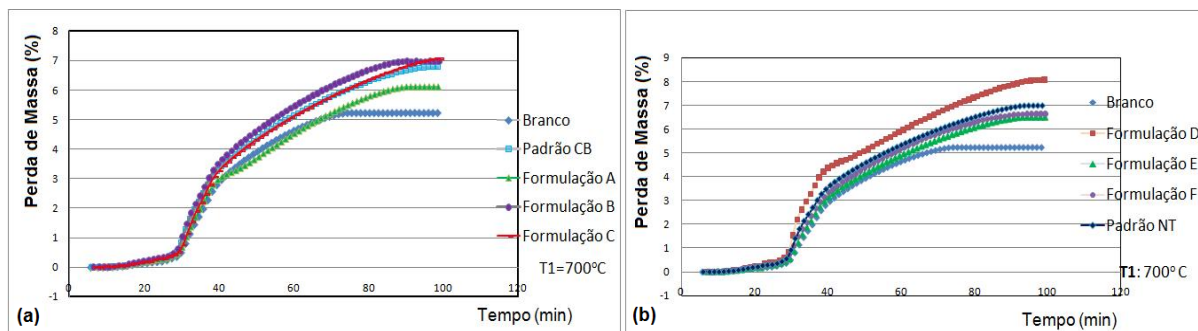 Perda de Massa (%)
8
7
6
5
4
3
2
1
0
-1
0 20 40 60 80 100 120
Branco
Padrão CB
Formulação A
Formulação B
Formulação C
T1=700ºC
(a)
Tempo (min)
Perda de Massa (%)
9
8
7
6
5
4
3
2
1
0
-1
0 20 40 60 80 100 120
Branco
Formulação D
Formulação E
Formulação F
Padrão NT
T1: 700º C
(b)
Tempo (min)